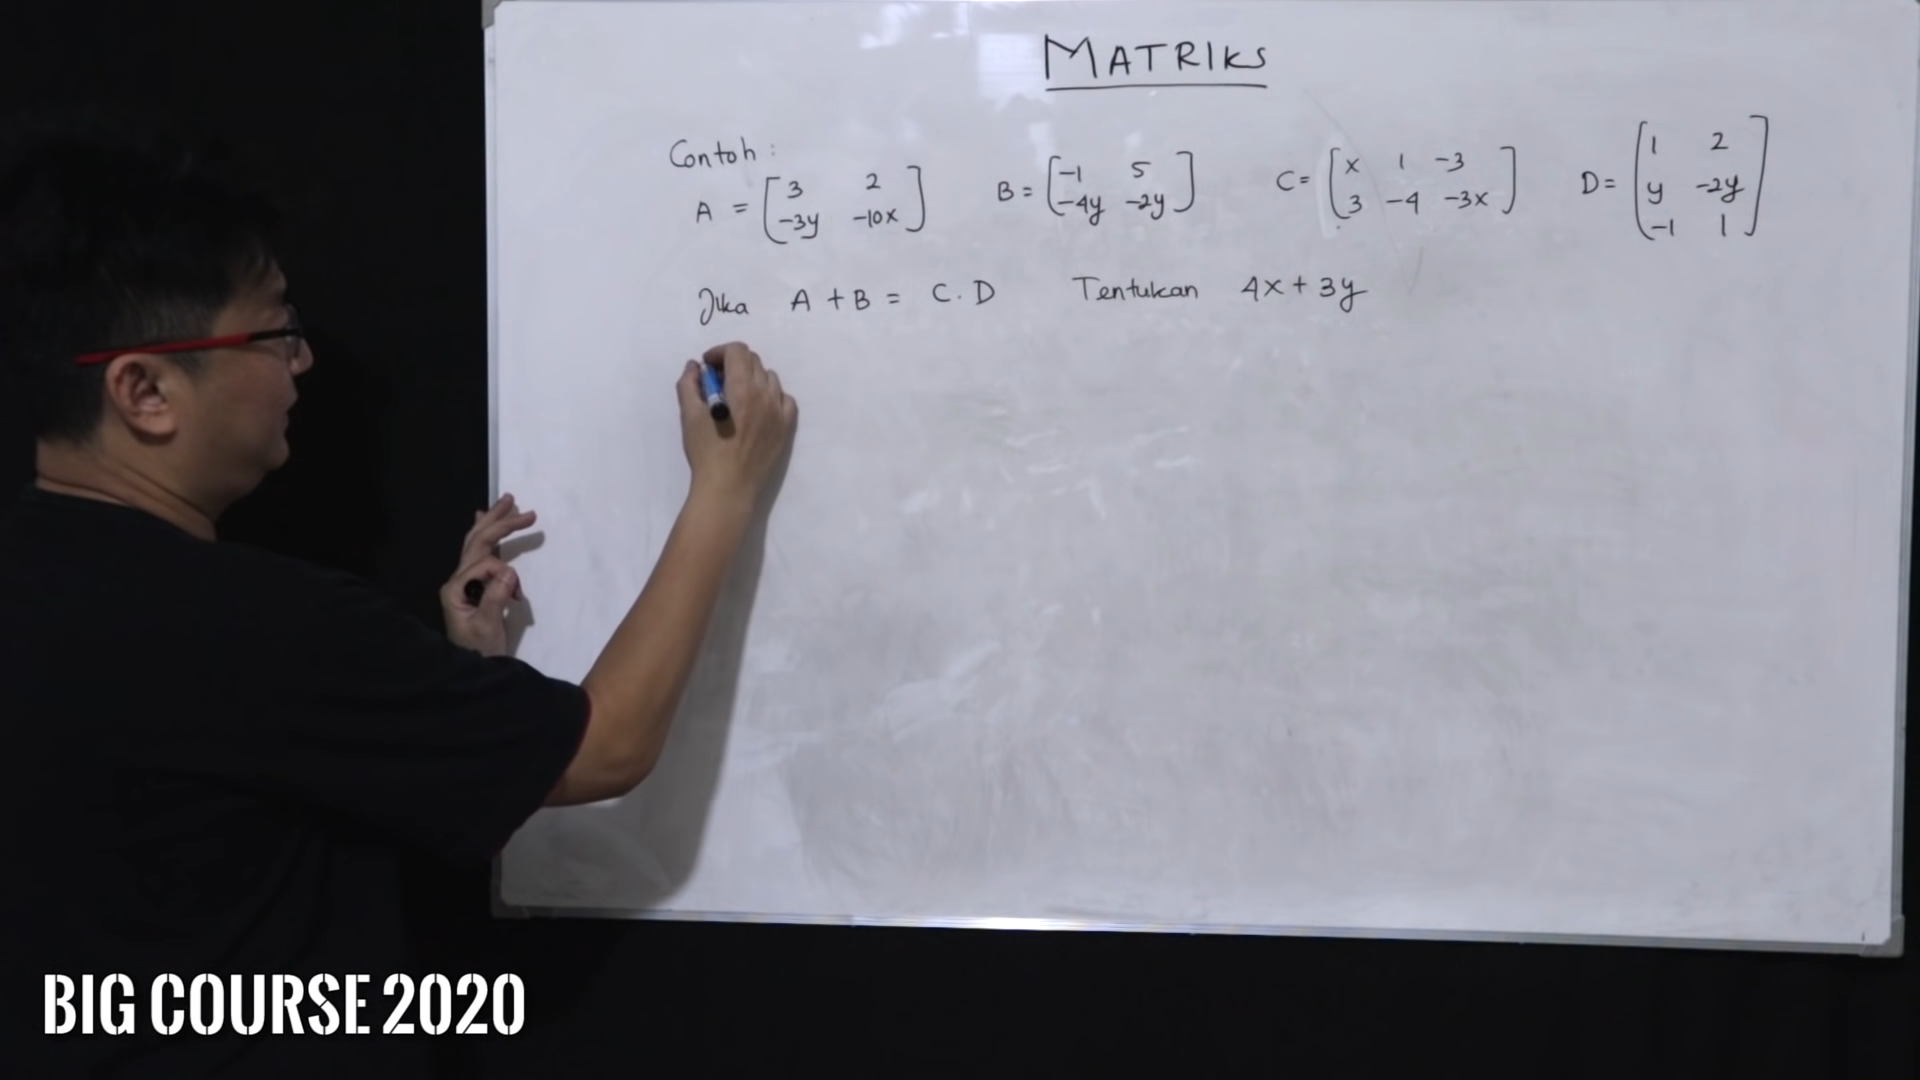 MATRIKS
Contoh :
A = [3 2
-3y -10x]
B = [-1 5
-4y -2y]
C = [x 1 -3
3 -4 -3x]
D = [1 2
y -2y
-1 1]
Jika A + B = C . D Tentukan 4x + 3y
BIG COURSE 2020